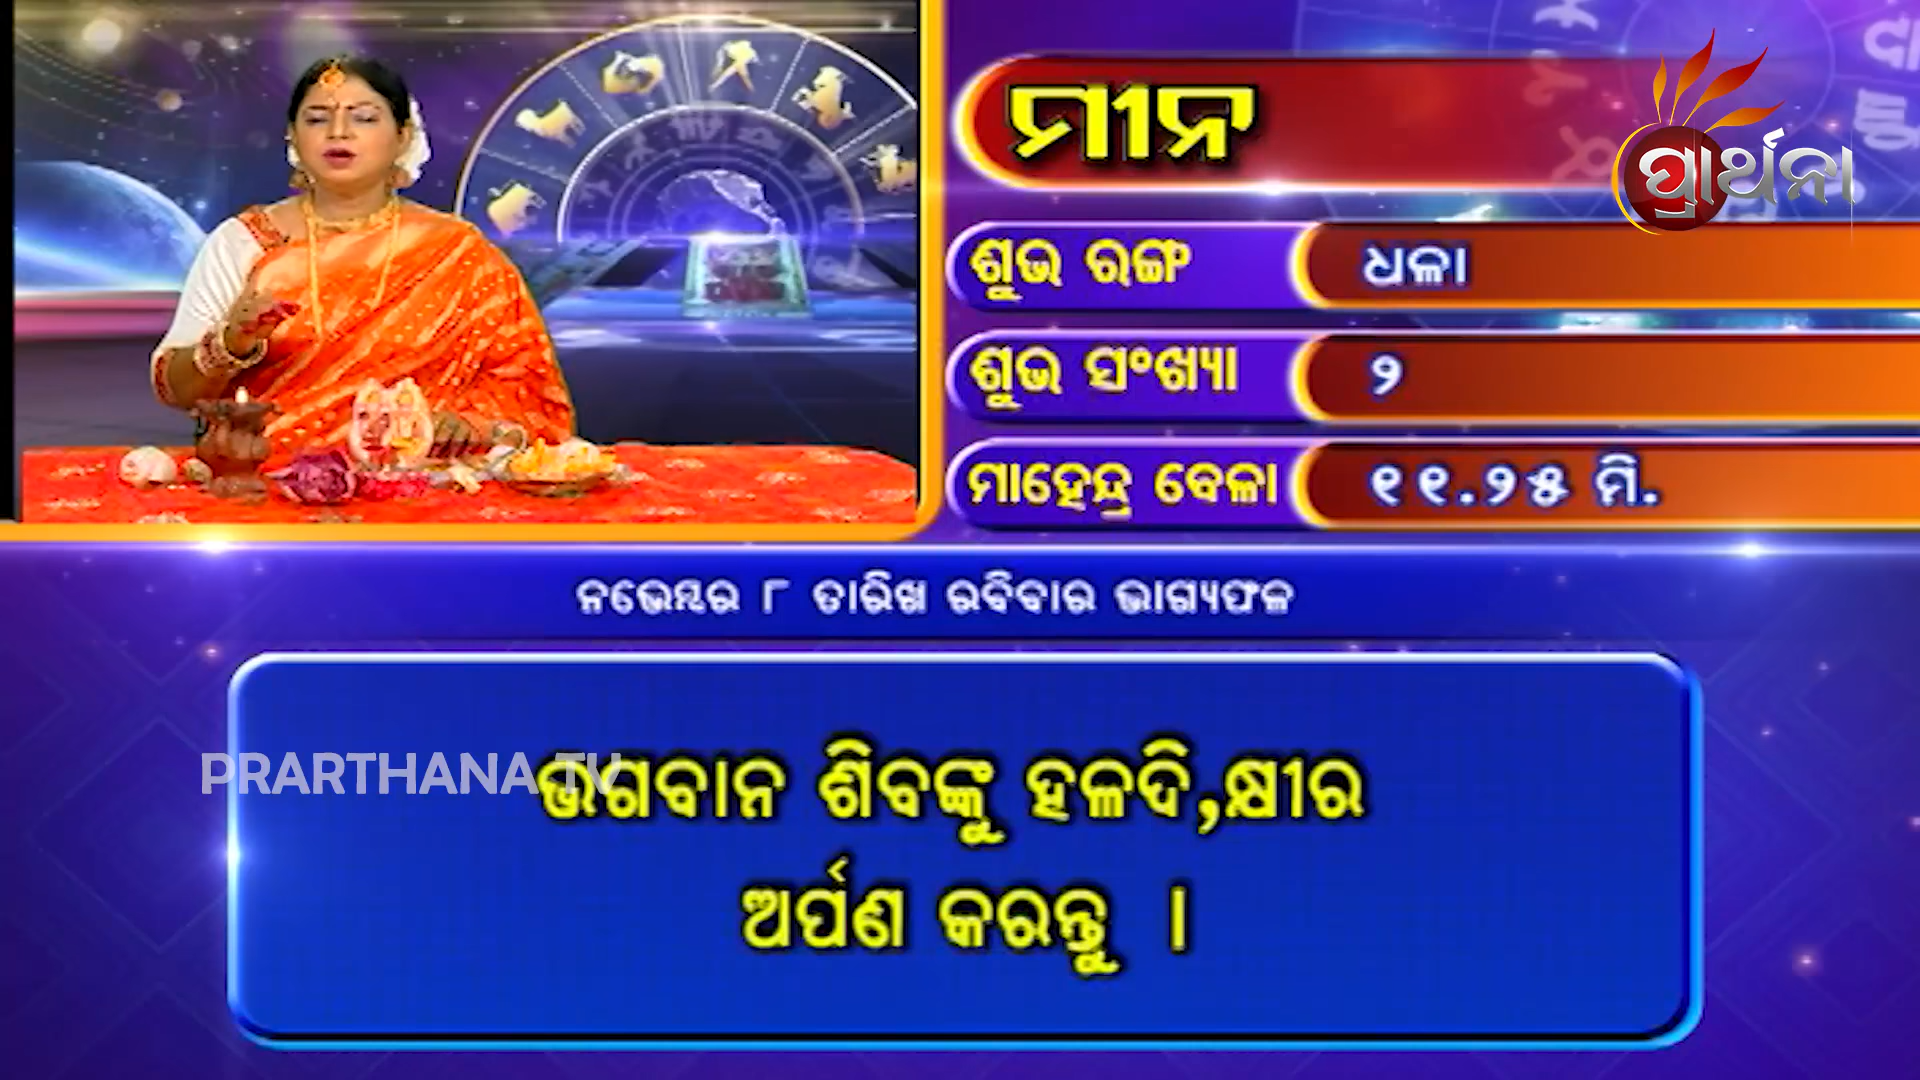 ମୀନ
ପ୍ରାର୍ଥନା
ଶୁଭ ରଙ୍ଗ ଧଳା
ଶୁଭ ସଂଖ୍ୟା ୨
ମାହେନ୍ଦ୍ର ବେଳା ୧୧.୨୫ ମି.
ନଭେମ୍ବର ୮ ତାରିଖ ରବିବାର ଭାଗ୍ୟଫଳ
PRARTHANA TV
ଭଗବାନ ଶିବଙ୍କୁ ହଳଦି,କ୍ଷୀର
ଅର୍ପଣ କରନ୍ତୁ ।